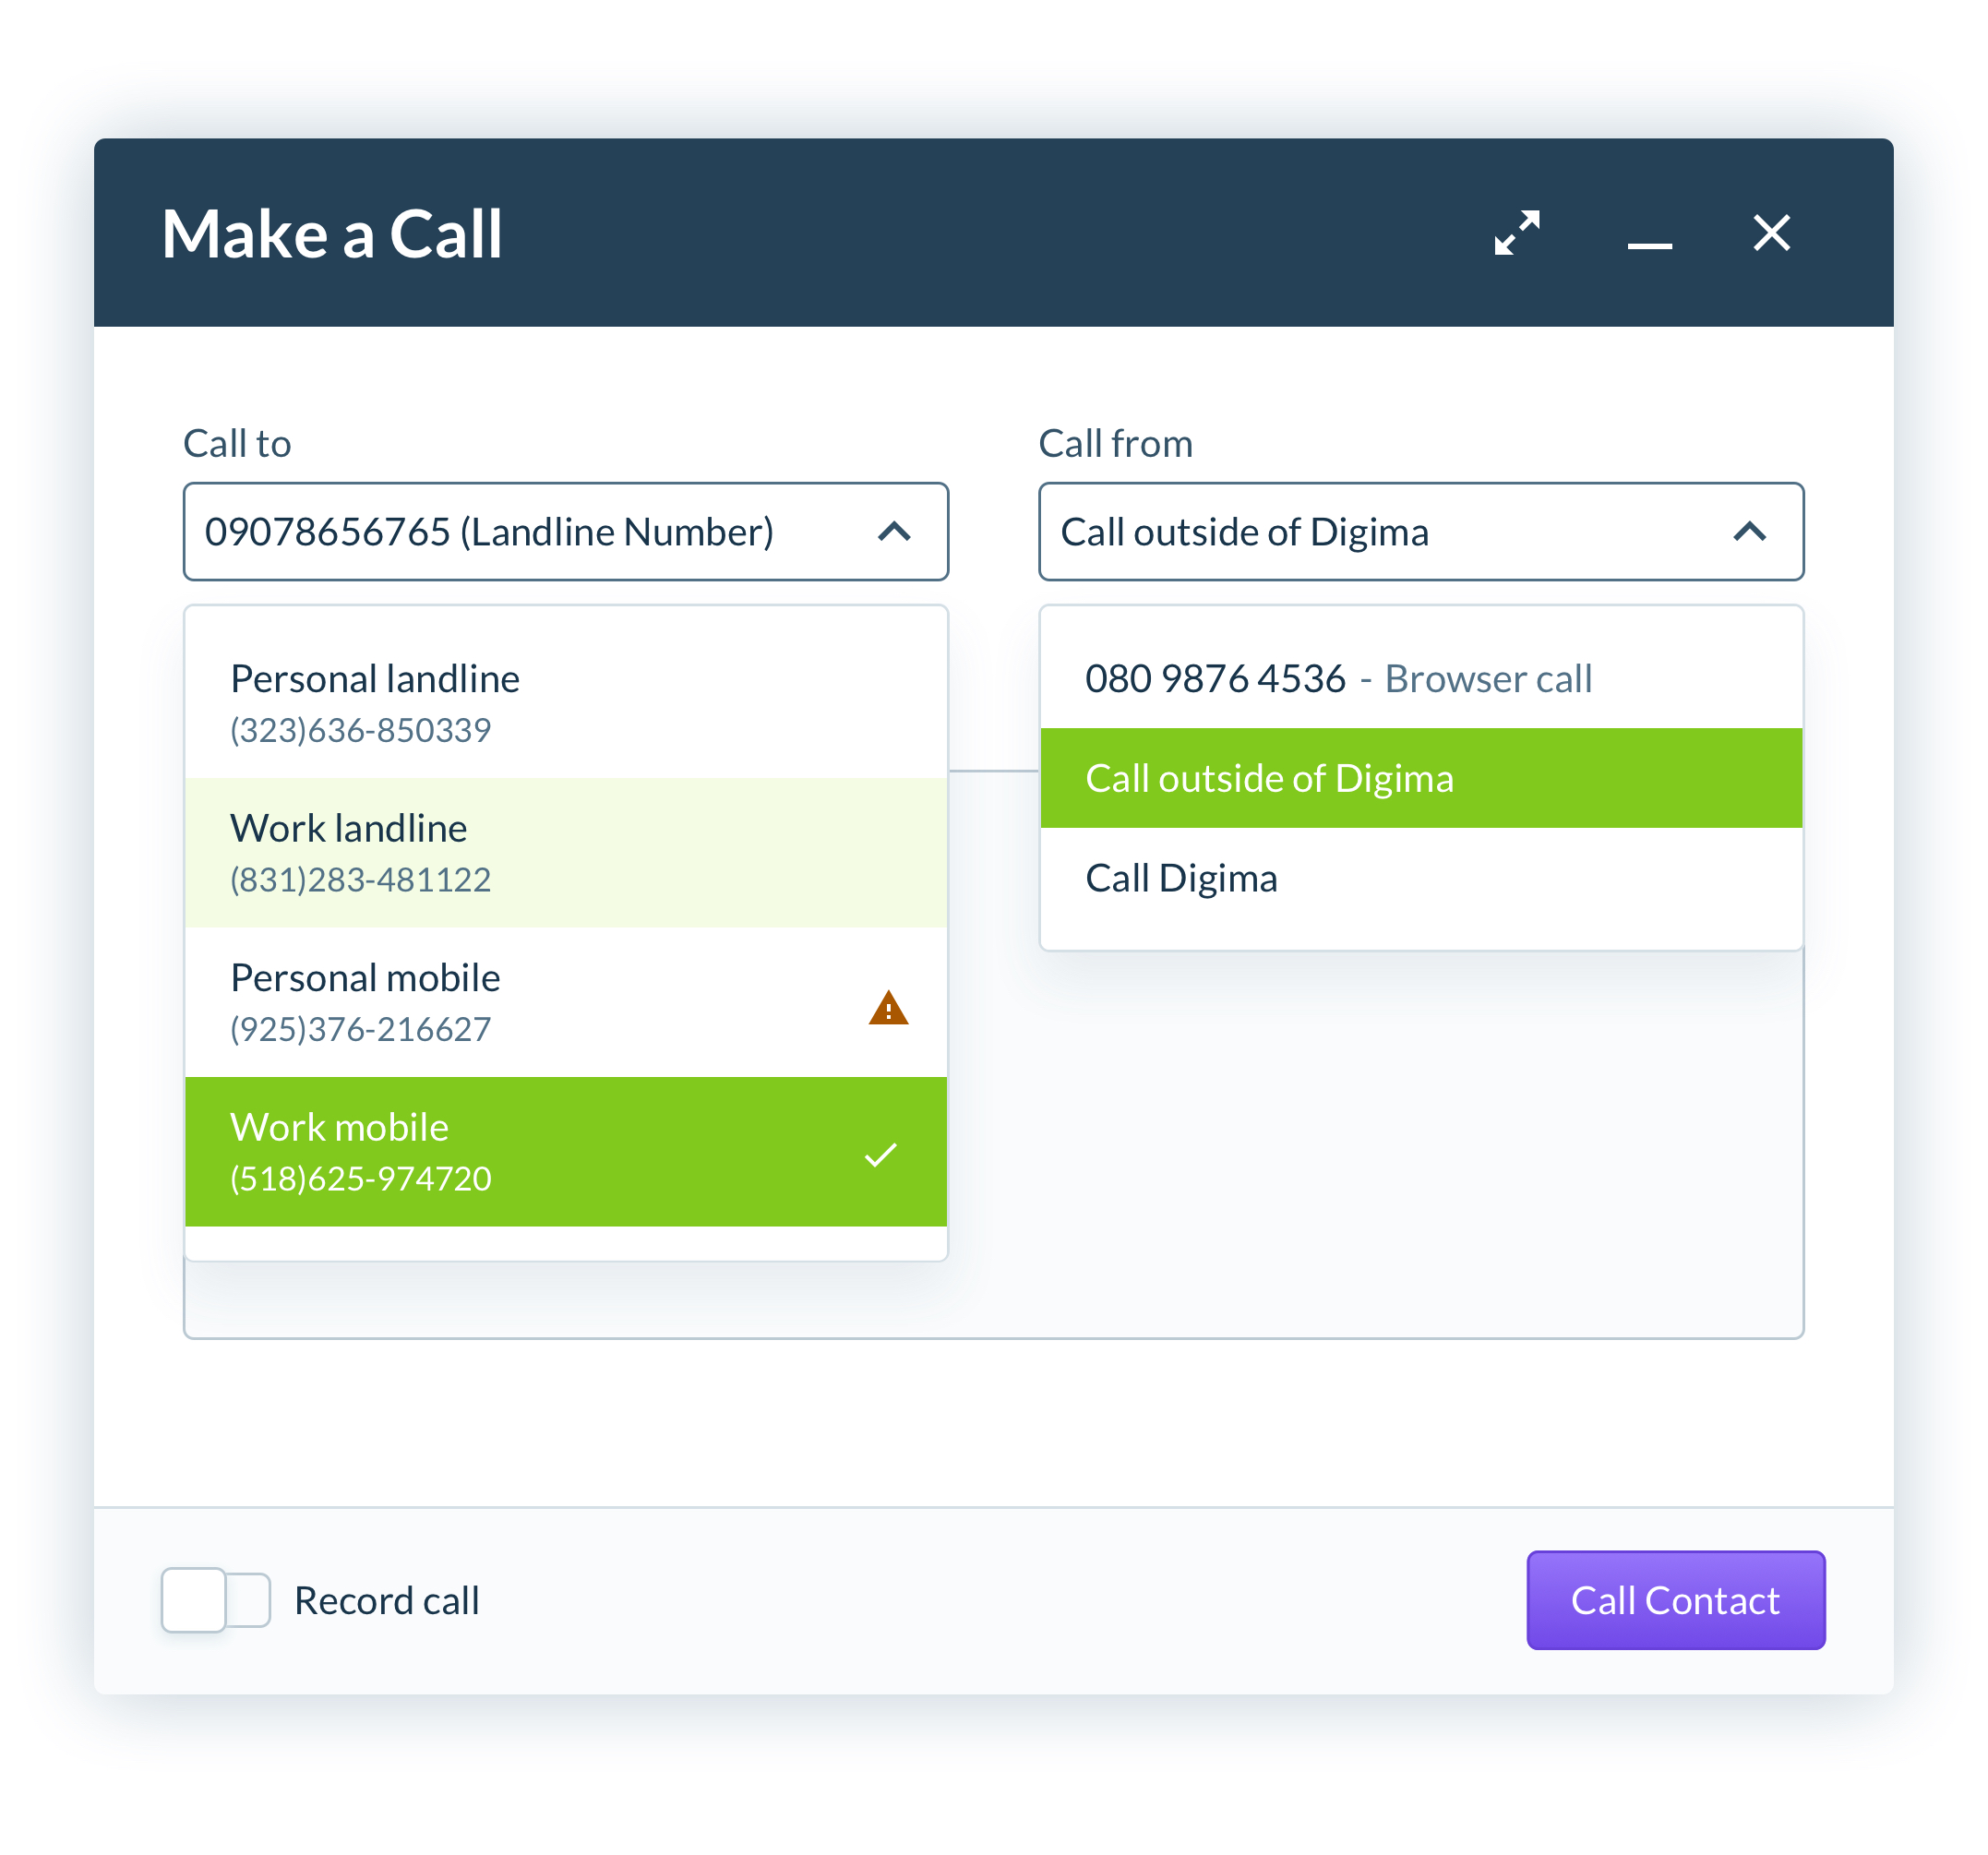 Make a Call
Call to
09078656765 (Landline Number)
Personal landline
(323)636-850339
Work landline
(831)283-481122
Personal mobile
(925)376-216627
Work mobile
(518)625-974720
Call from
Call outside of Digima
080 9876 4536 - Browser call
Call outside of Digima
Call Digima
Record call
Call Contact